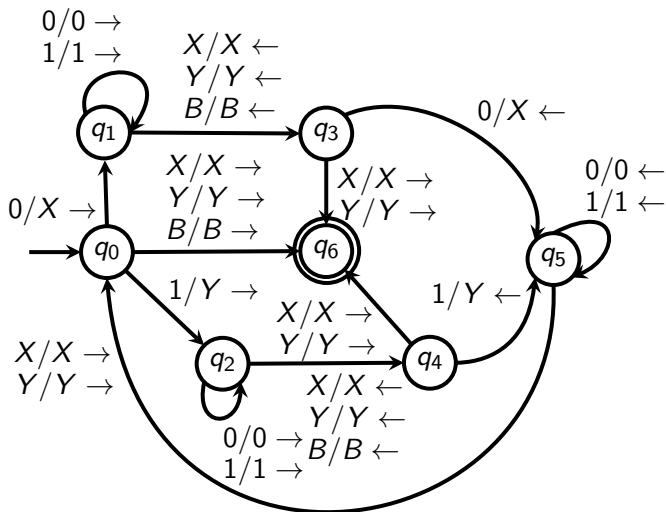 0/0 →
1/1 →
X/X ←
Y/Y ←
B/B ←
q1
q3
0/X ←
0/X →
X/X →
Y/Y →
B/B →
X/X →
Y/Y →
0/0 ←
1/1 ←
q0
q6
q5
1/Y →
1/Y ←
X/X →
Y/Y →
X/X →
Y/Y →
q2
q4
X/X ←
Y/Y ←
B/B ←
0/0 →
1/1 →